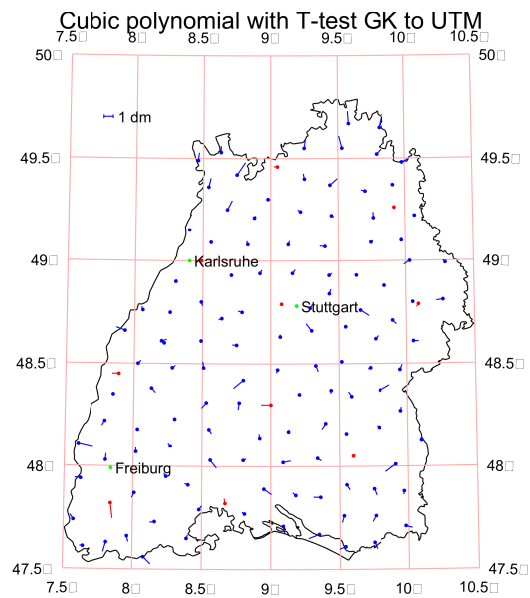 Cubic polynomial with T-test GK to UTM
7.5□ 8□ 8.5□ 9□ 9.5□ 10□ 10.5□
50□ 50□
1 dm
49.5□ 49.5□
49□ Karlsruhe 49□
Stuttgart
48.5□ 48.5□
48□ Freiburg 48□
47.5□ 47.5□
7.5□ 8□ 8.5□ 9□ 9.5□ 10□ 10.5□